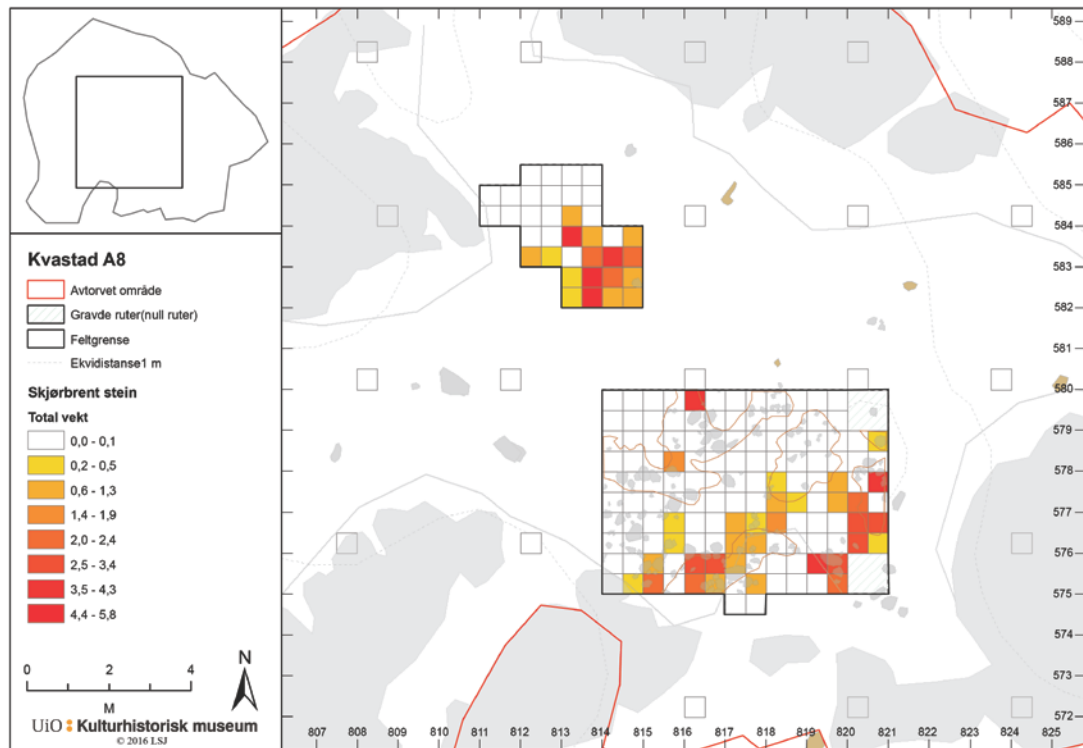 Kvastad A8
Avtorvet område
Gravde ruter(null ruter)
Feltgrense
Ekvidistanse1 m
Skjørbrent stein
Total vekt
0,0 - 0,1
0,2 - 0,5
0,6 - 1,3
1,4 - 1,9
2,0 - 2,4
2,5 - 3,4
3,5 - 4,3
4,4 - 5,8
0 2 4
M
N
UiO Kulturhistorisk museum
© 2016 LSJ
589
588
587
586
585
584
583
582
581
580
579
578
577
576
575
574
573
572
807 808 809 810 811 812 813 814 815 816 817 818 819 820 821 822 823 824 825